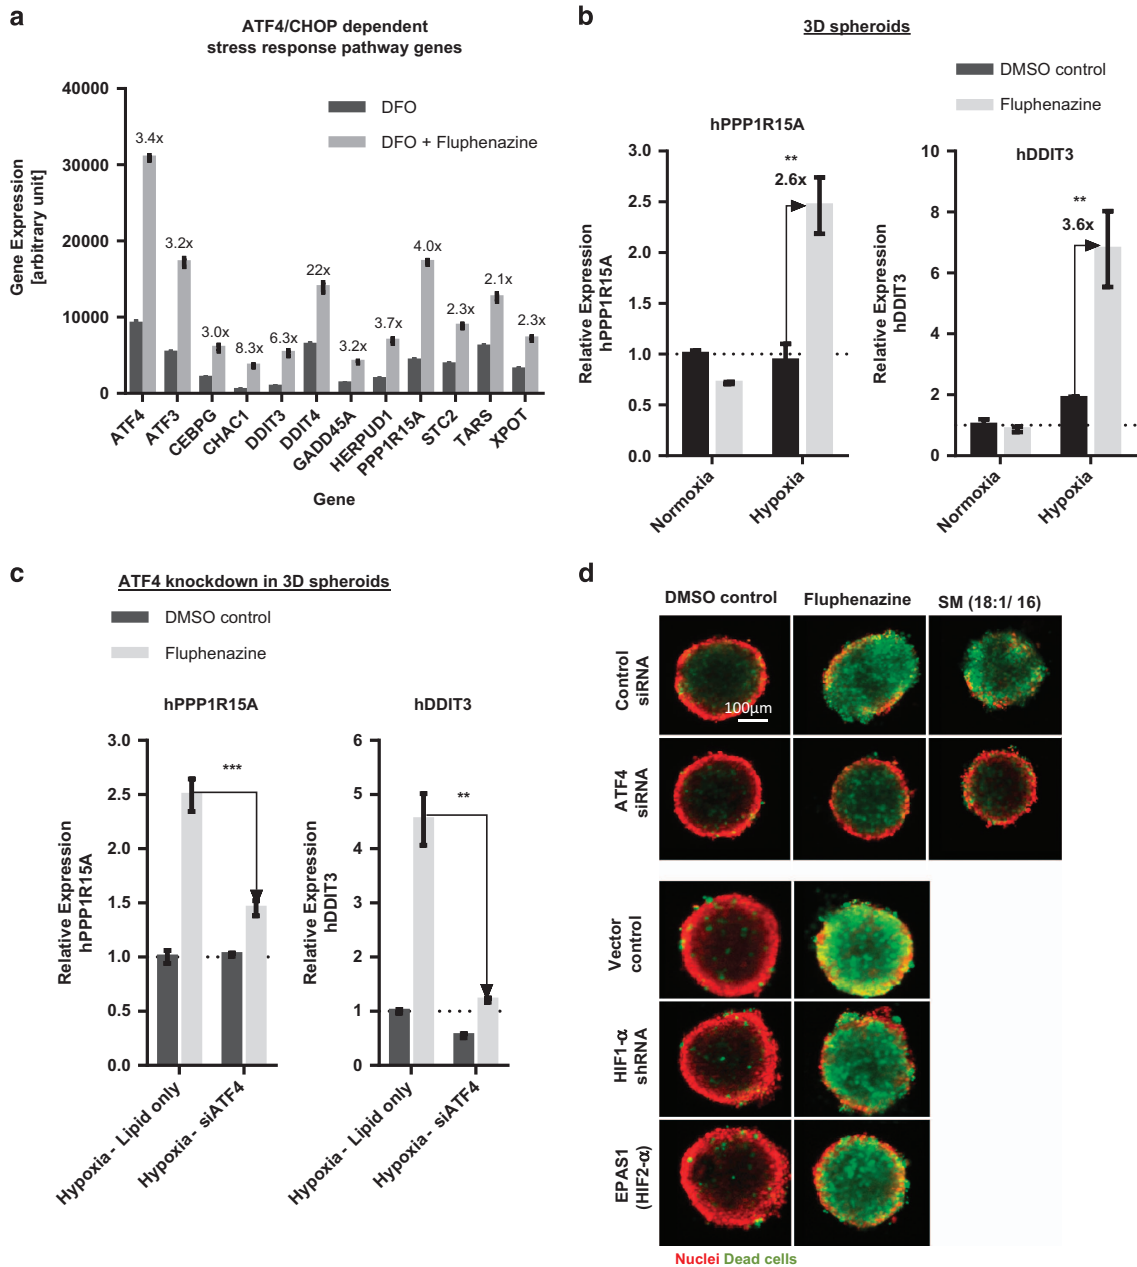 a
ATF4/CHOP dependent
stress response pathway genes
DFO
DFO + Fluphenazine
Gene Expression
[arbitrary unit]
40000
30000
20000
10000
0
3.4x
3.2x
3.0x
8.3x
6.3x
22x
3.2x
3.7x
4.0x
2.3x
2.1x
2.3x
ATF4
ATF3
CEBPG
CHAC1
DDIT3
DDIT4
GADD45A
HERPUD1
PPP1R15A
STC2
TARS
XPOT
Gene
b
3D spheroids
DMSO control
Fluphenazine
hPPP1R15A
Relative Expression
hPPP1R15A
3.0
2.5
2.0
1.5
1.0
0.5
0.0
**
2.6x
Normoxia
Hypoxia
hDDIT3
Relative Expression
hDDIT3
10
8
6
4
2
0
**
3.6x
Normoxia
Hypoxia
c
ATF4 knockdown in 3D spheroids
DMSO control
Fluphenazine
hPPP1R15A
Relative Expression
hPPP1R15A
3.0
2.5
2.0
1.5
1.0
0.5
0.0
***
Hypoxia- Lipid only
Hypoxia- siATF4
hDDIT3
Relative Expression
hDDIT3
6
5
4
3
2
1
0
**
Hypoxia- Lipid only
Hypoxia- siATF4
d
DMSO control
Fluphenazine
SM (18:1/ 16)
Control
siRNA
100μm
ATF4
siRNA
Vector
control
HIF1-α
shRNA
EPAS1
(HIF2-α)
Nuclei Dead cells